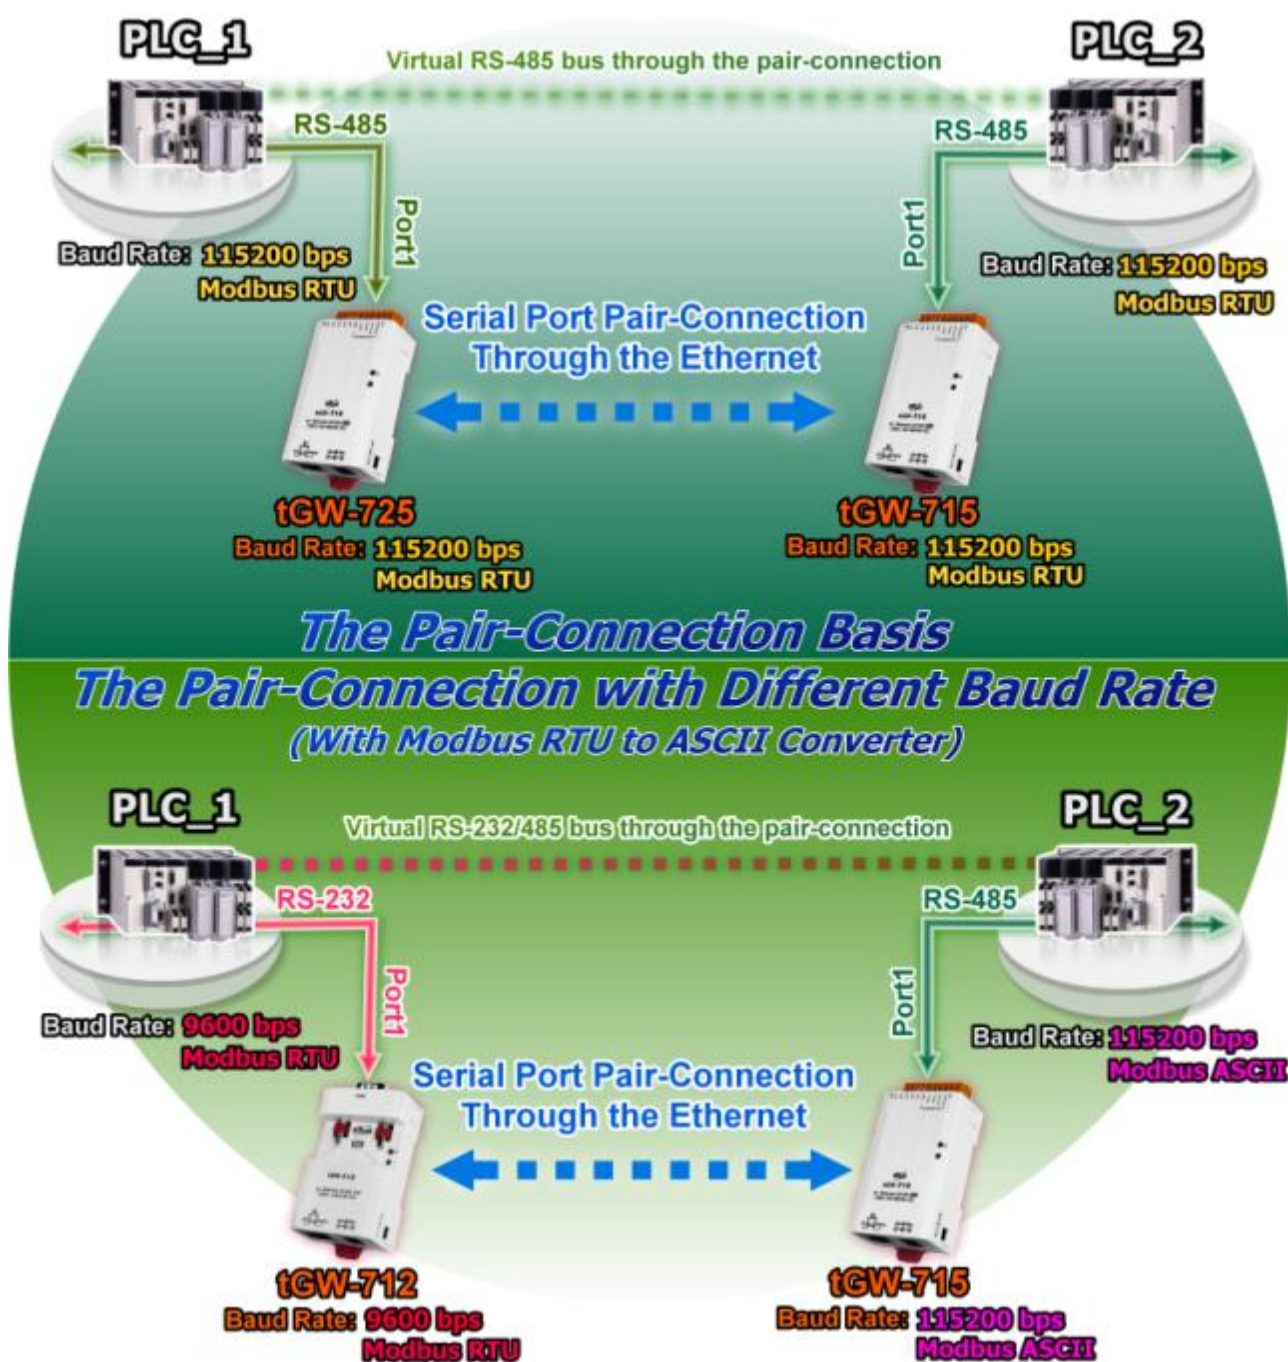 PLC_1
PLC_2
Virtual RS-485 bus through the pair-connection
RS-485
RS-485
Port1
Port1
Baud Rate: 115200 bps
Modbus RTU
Baud Rate: 115200 bps
Modbus RTU
Serial Port Pair-Connection
Through the Ethernet
tGW-725
Baud Rate: 115200 bps
Modbus RTU
tGW-715
Baud Rate: 115200 bps
Modbus RTU
The Pair-Connection Basis
The Pair-Connection with Different Baud Rate
(With Modbus RTU to ASCII Converter)
PLC_1
PLC_2
Virtual RS-232/485 bus through the pair-connection
RS-232
RS-485
Port1
Port1
Baud Rate: 9600 bps
Modbus RTU
Baud Rate: 115200 bps
Modbus ASCII
Serial Port Pair-Connection
Through the Ethernet
tGW-712
Baud Rate: 9600 bps
Modbus RTU
tGW-715
Baud Rate: 115200 bps
Modbus ASCII